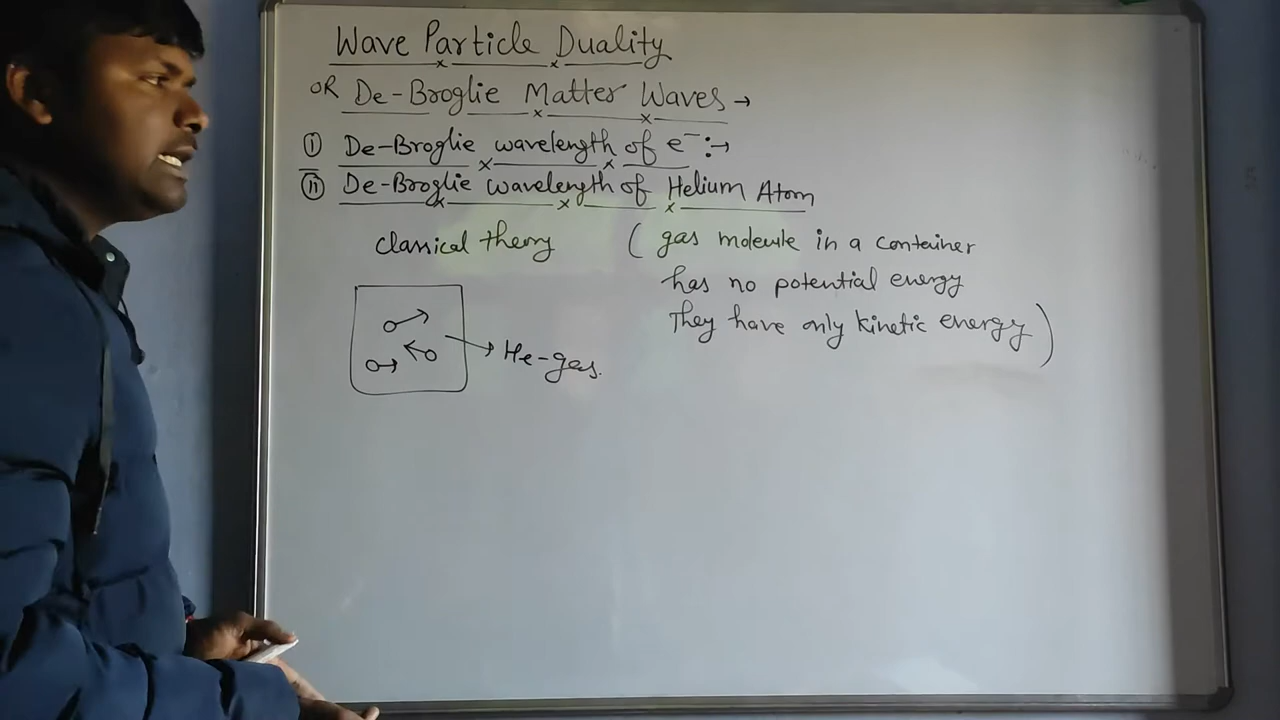 Wave Particle Duality
OR De-Broglie Matter Waves →
(i) De-Broglie wavelength of e⁻ :→
(ii) De-Broglie wavelength of Helium Atom
classical theory ( gas molecule in a container
has no potential energy
They have only kinetic energy )
→ He-gas.